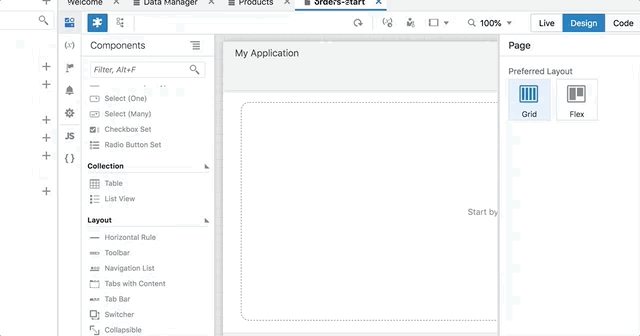 Welcome
Data Manager
Products
orders-start
100%
Live
Design
Code
(x)
JS
{ }
Components
Filter, Alt+F
Select (One)
Select (Many)
Checkbox Set
Radio Button Set
Collection
Table
List View
Layout
Horizontal Rule
Toolbar
Navigation List
Tabs with Content
Tab Bar
Switcher
Collapsible
My Application
Start by
Page
Preferred Layout
Grid
Flex